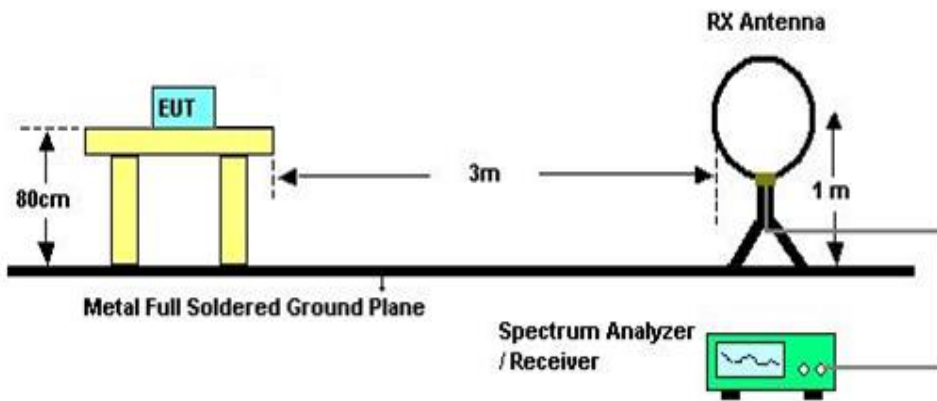 RX Antenna
EUT
80cm
3m
1 m
Metal Full Soldered Ground Plane
Spectrum Analyzer
/ Receiver